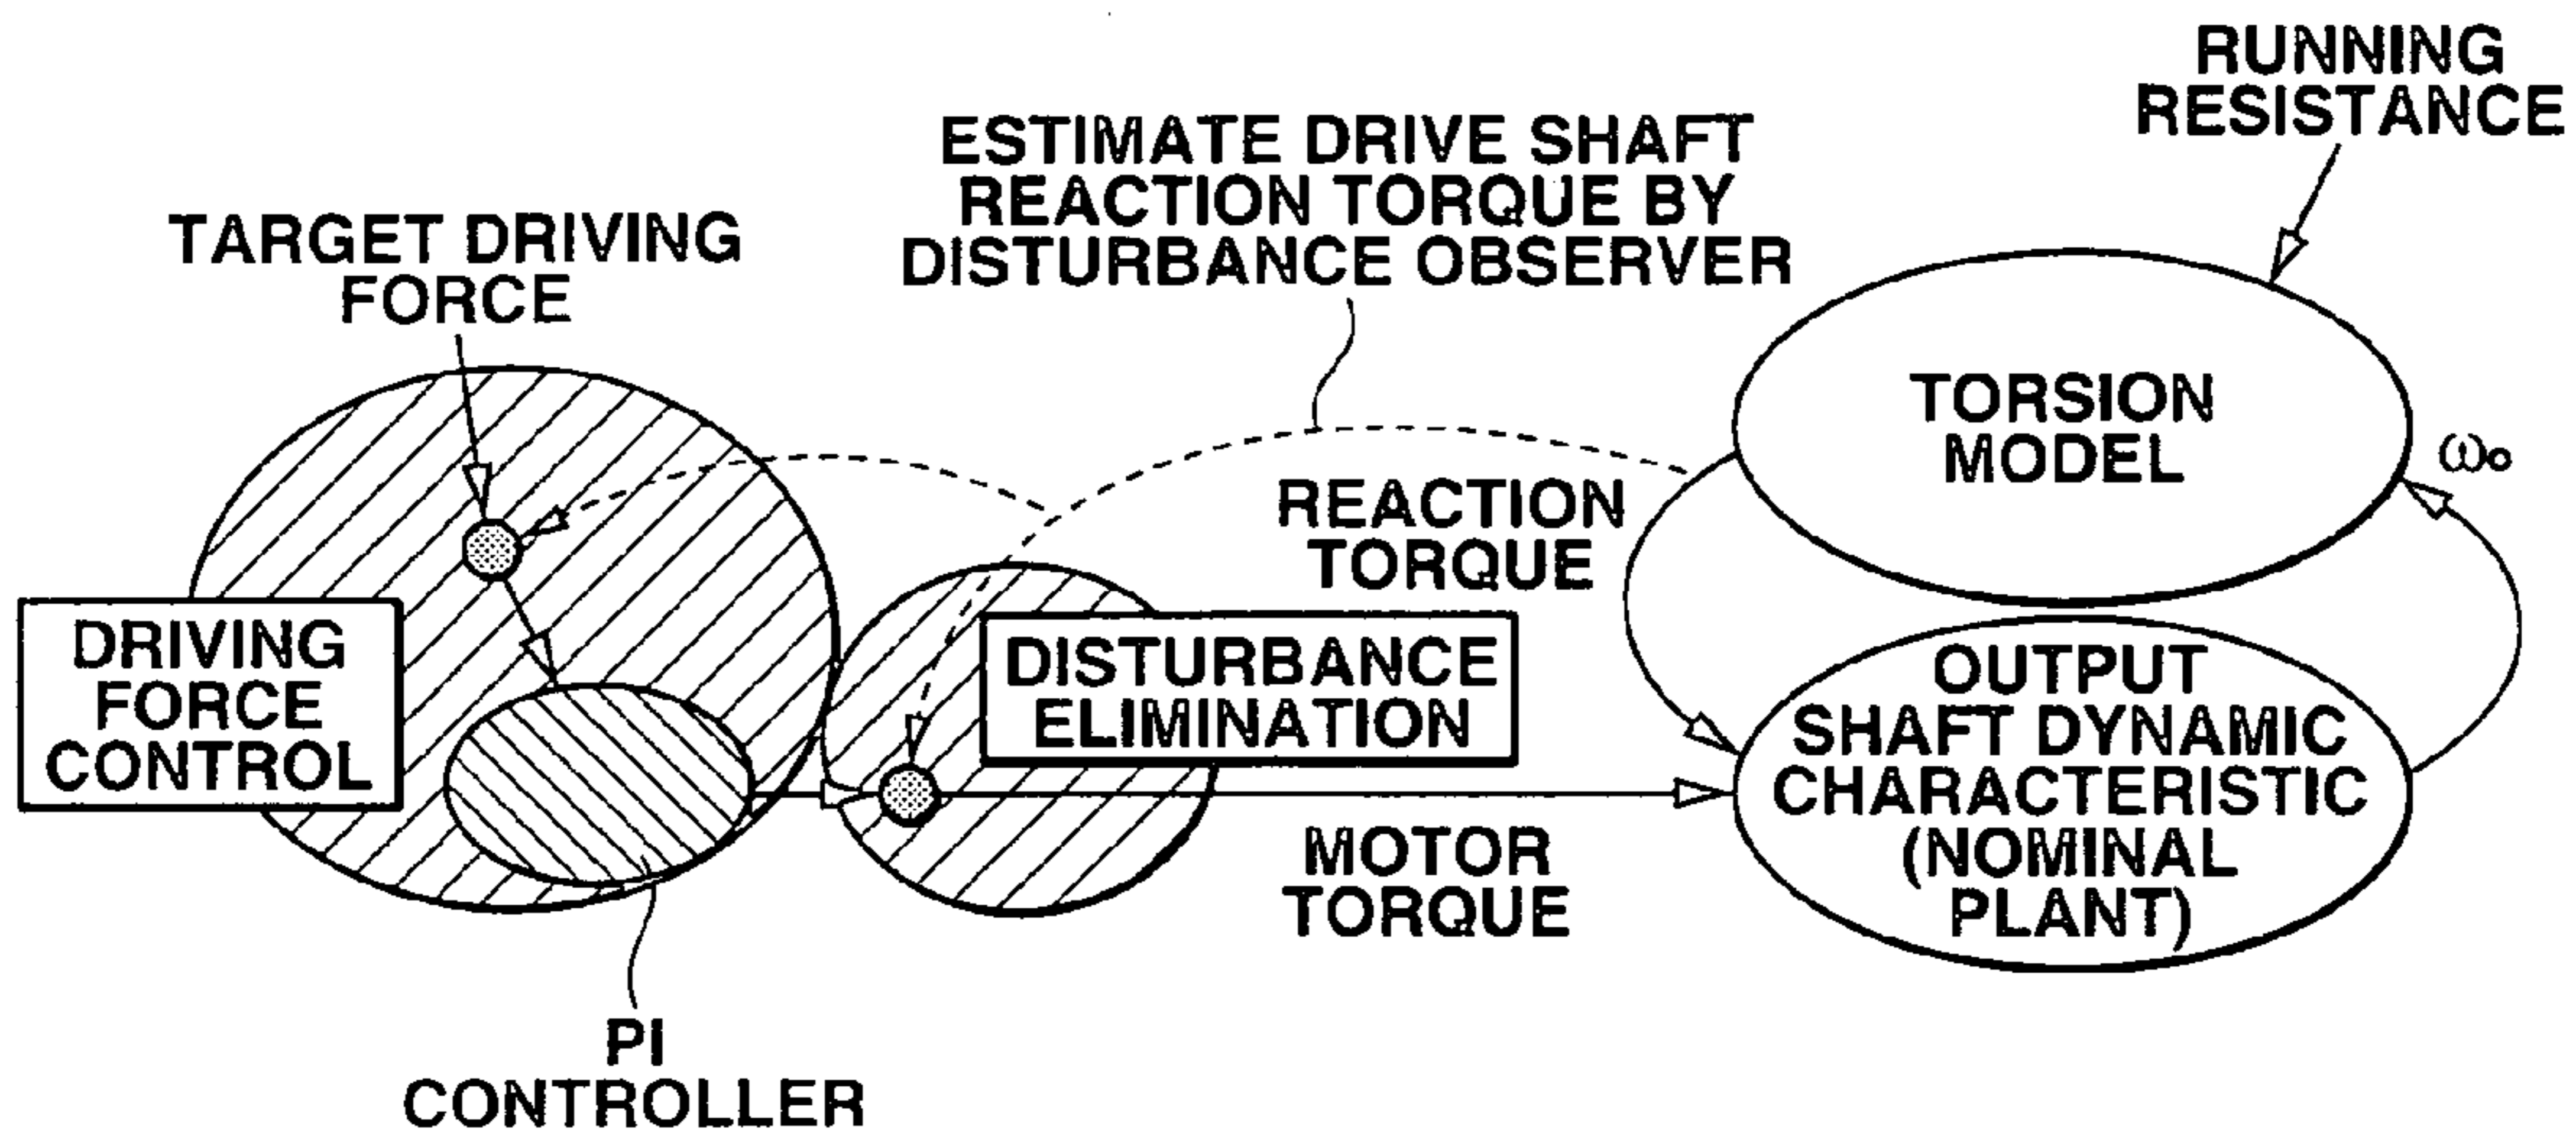 RUNNING
RESISTANCE
ESTIMATE DRIVE SHAFT
REACTION TORQUE BY
DISTURBANCE OBSERVER
TARGET DRIVING
FORCE
TORSION
MODEL
ωo
REACTION
TORQUE
DRIVING
FORCE
CONTROL
DISTURBANCE
ELIMINATION
OUTPUT
SHAFT DYNAMIC
CHARACTERISTIC
(NOMINAL
PLANT)
MOTOR
TORQUE
PI
CONTROLLER